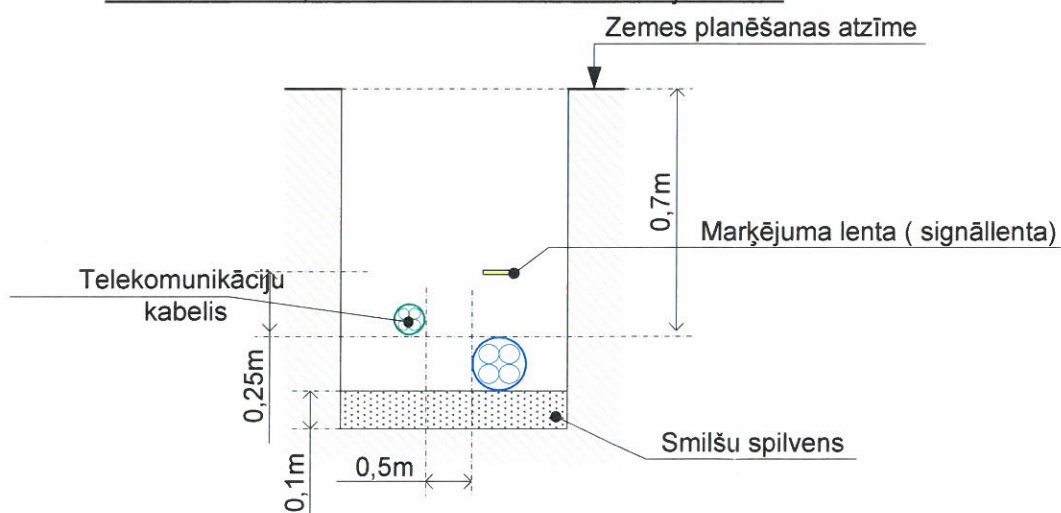 Zemes planēšanas atzīme
0,7m
Marķējuma lenta ( signāllenta)
Telekomunikāciju
kabelis
0,25m
0,1m
0,5m
Smilšu spilvens